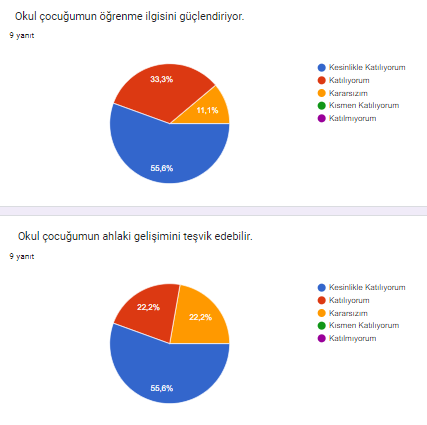 Okul çocuğumun öğrenme ilgisini güçlendiriyor.
9 yanıt
Kesinlikle Katılıyorum
Katılıyorum
Kararsızım
Kısmen Katılıyorum
Katılmıyorum
33,3%
11,1%
55,6%
Okul çocuğumun ahlaki gelişimini teşvik edebilir.
9 yanıt
Kesinlikle Katılıyorum
Katılıyorum
Kararsızım
Kısmen Katılıyorum
Katılmıyorum
22,2%
22,2%
55,6%